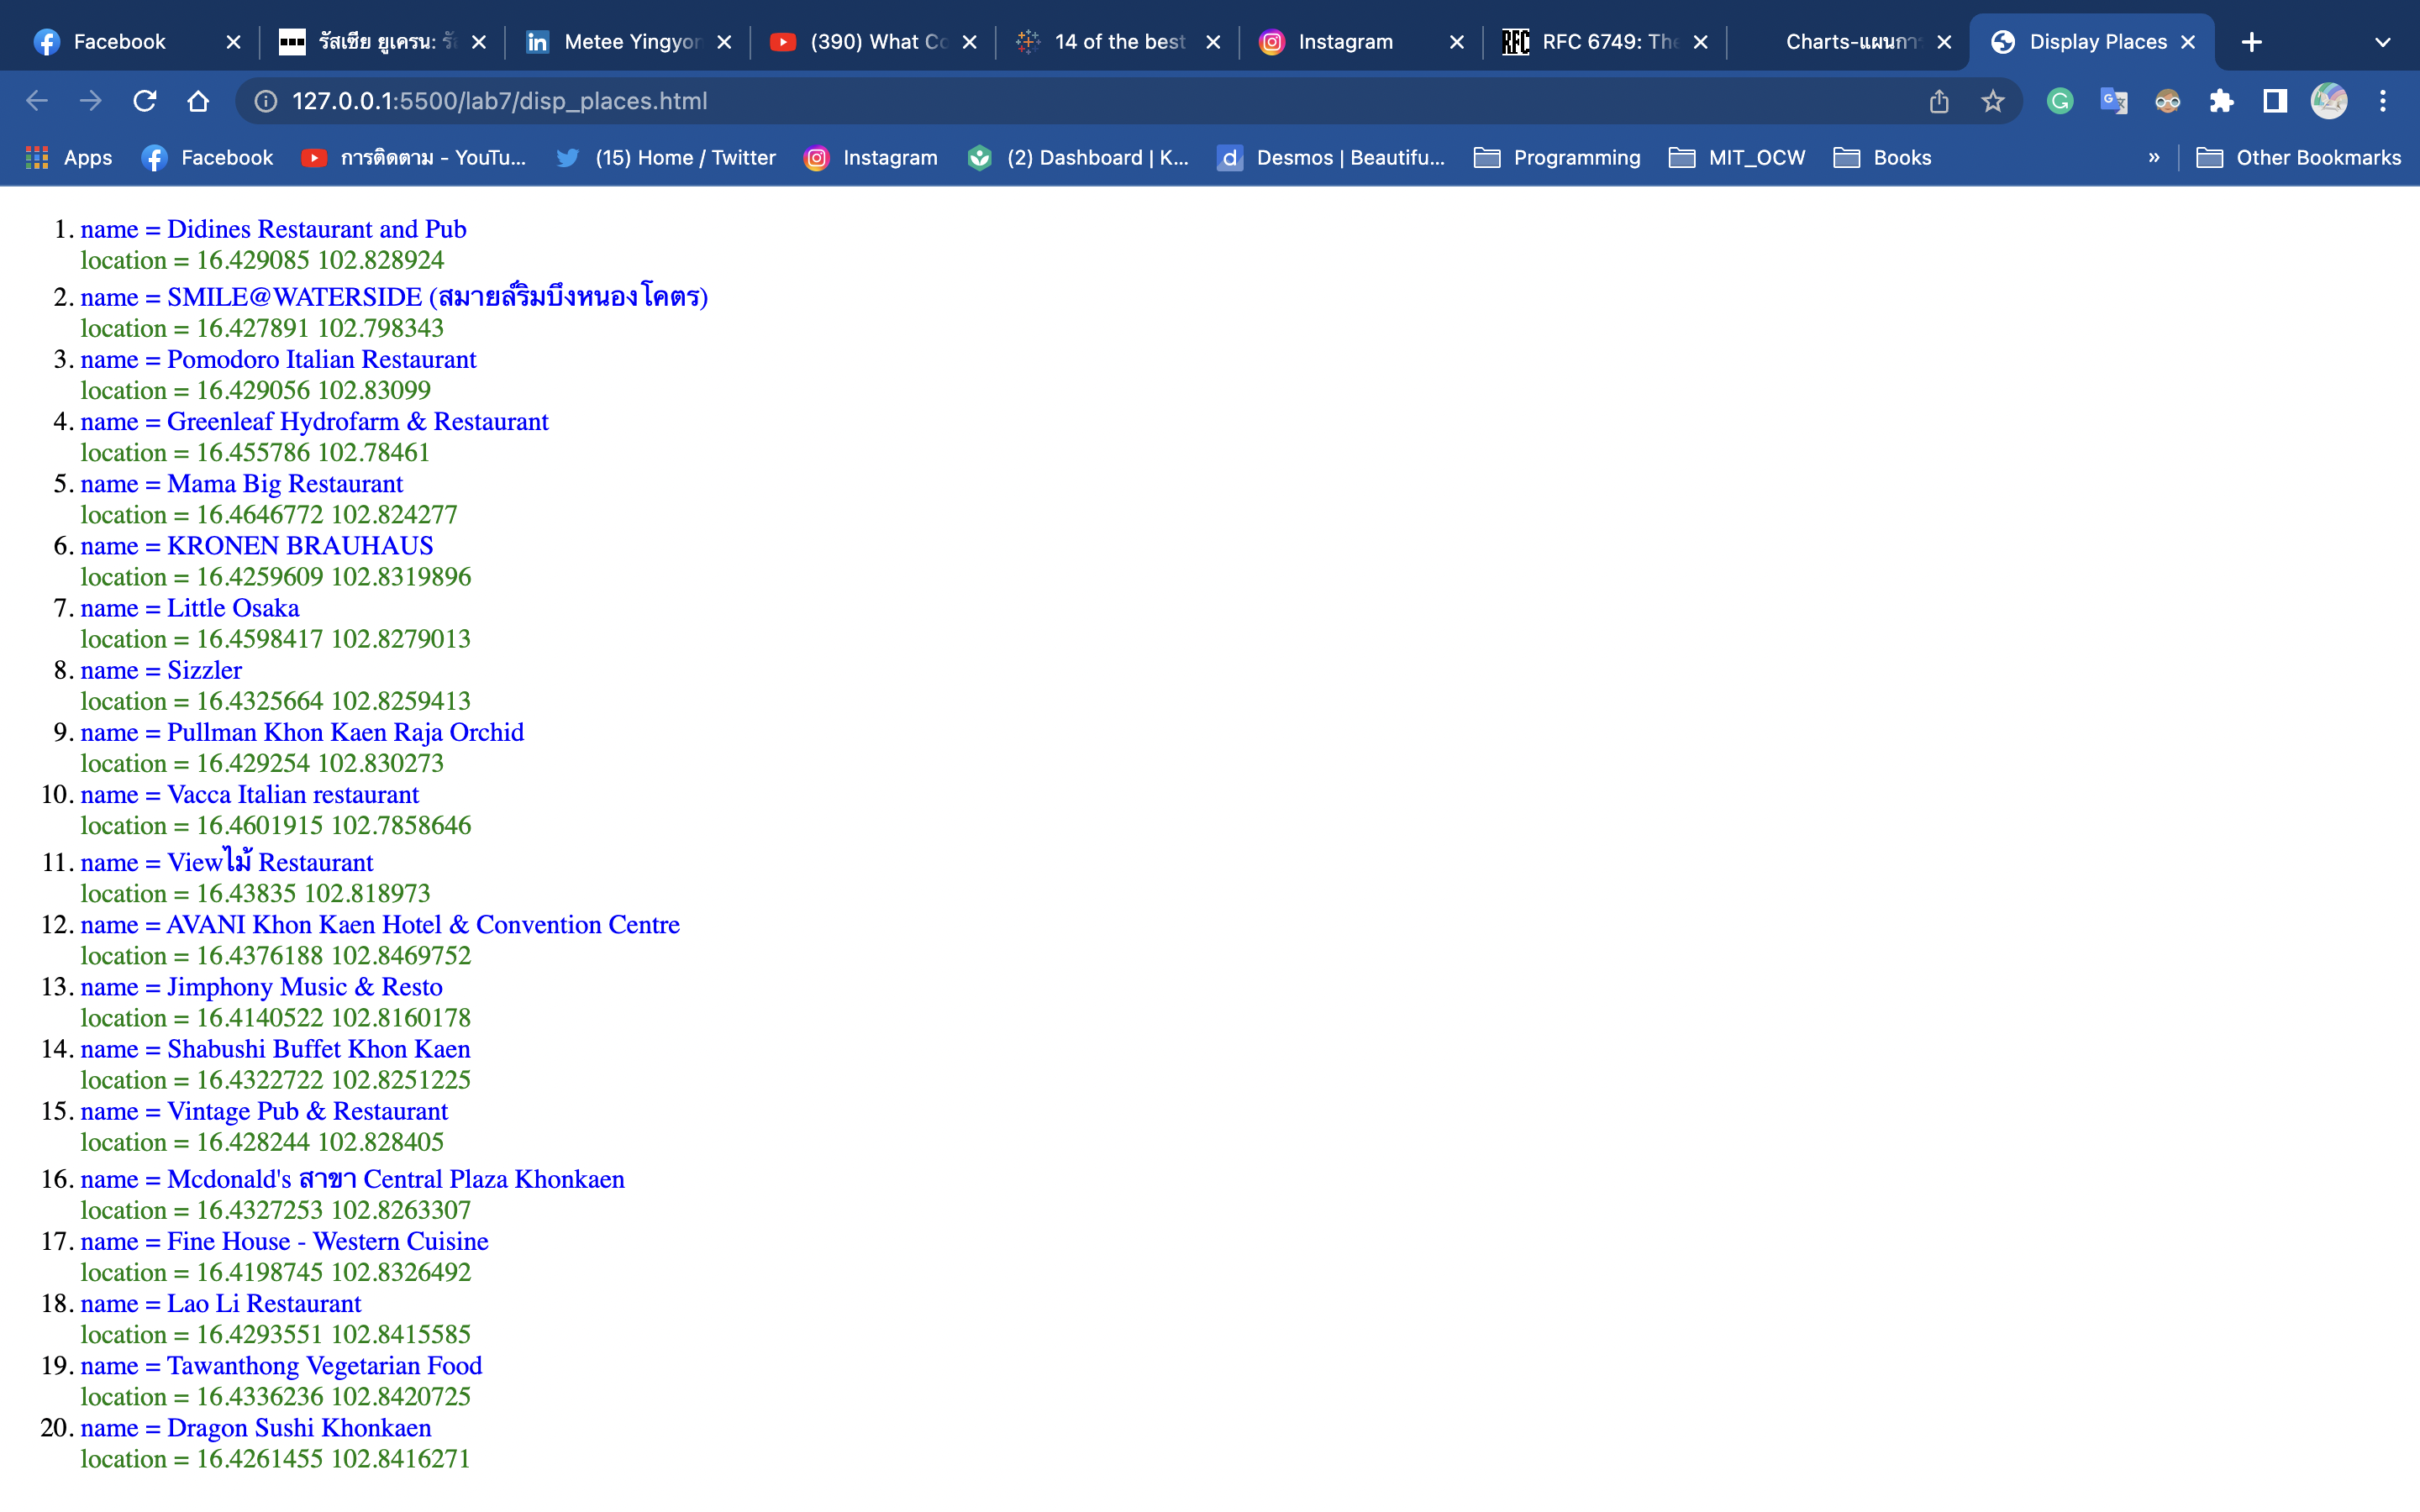 Facebook
รัสเซีย ยูเครน:
Metee Yingyon
(390) What Co
14 of the best
Instagram
RFC 6749: The
Charts-แผนการ
Display Places
127.0.0.1:5500/lab7/disp_places.html
Apps
Facebook
การติดตาม - YouTu...
(15) Home / Twitter
Instagram
(2) Dashboard | K...
Desmos | Beautifu...
Programming
MIT_OCW
Books
»
Other Bookmarks
1. name = Didines Restaurant and Pub
location = 16.429085 102.828924
2. name = SMILE@WATERSIDE (สมายล์ริมบึงหนองโคตร)
location = 16.427891 102.798343
3. name = Pomodoro Italian Restaurant
location = 16.429056 102.83099
4. name = Greenleaf Hydrofarm & Restaurant
location = 16.455786 102.78461
5. name = Mama Big Restaurant
location = 16.4646772 102.824277
6. name = KRONEN BRAUHAUS
location = 16.4259609 102.8319896
7. name = Little Osaka
location = 16.4598417 102.8279013
8. name = Sizzler
location = 16.4325664 102.8259413
9. name = Pullman Khon Kaen Raja Orchid
location = 16.429254 102.830273
10. name = Vacca Italian restaurant
location = 16.4601915 102.7858646
11. name = Viewไม้ Restaurant
location = 16.43835 102.818973
12. name = AVANI Khon Kaen Hotel & Convention Centre
location = 16.4376188 102.8469752
13. name = Jimphony Music & Resto
location = 16.4140522 102.8160178
14. name = Shabushi Buffet Khon Kaen
location = 16.4322722 102.8251225
15. name = Vintage Pub & Restaurant
location = 16.428244 102.828405
16. name = Mcdonald's สาขา Central Plaza Khonkaen
location = 16.4327253 102.8263307
17. name = Fine House - Western Cuisine
location = 16.4198745 102.8326492
18. name = Lao Li Restaurant
location = 16.4293551 102.8415585
19. name = Tawanthong Vegetarian Food
location = 16.4336236 102.8420725
20. name = Dragon Sushi Khonkaen
location = 16.4261455 102.8416271